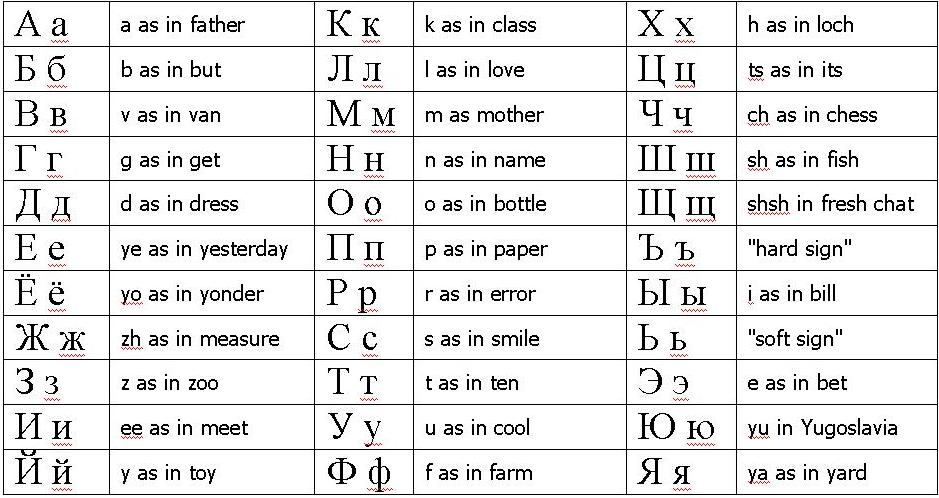 А а a as in father К к k as in class Х х h as in loch
Б б b as in but Л л l as in love Ц ц ts as in its
В в v as in van М м m as mother Ч ч ch as in chess
Г г g as in get Н н n as in name Ш ш sh as in fish
Д д d as in dress О о o as in bottle Щ щ shsh in fresh chat
Е е ye as in yesterday П п p as in paper Ъ ъ "hard sign"
Ё ё yo as in yonder Р р r as in error Ы ы i as in bill
Ж ж zh as in measure С с s as in smile Ь ь "soft sign"
З з z as in zoo Т т t as in ten Э э e as in bet
И и ee as in meet У у u as in cool Ю ю yu in Yugoslavia
Й й y as in toy Ф ф f as in farm Я я ya as in yard